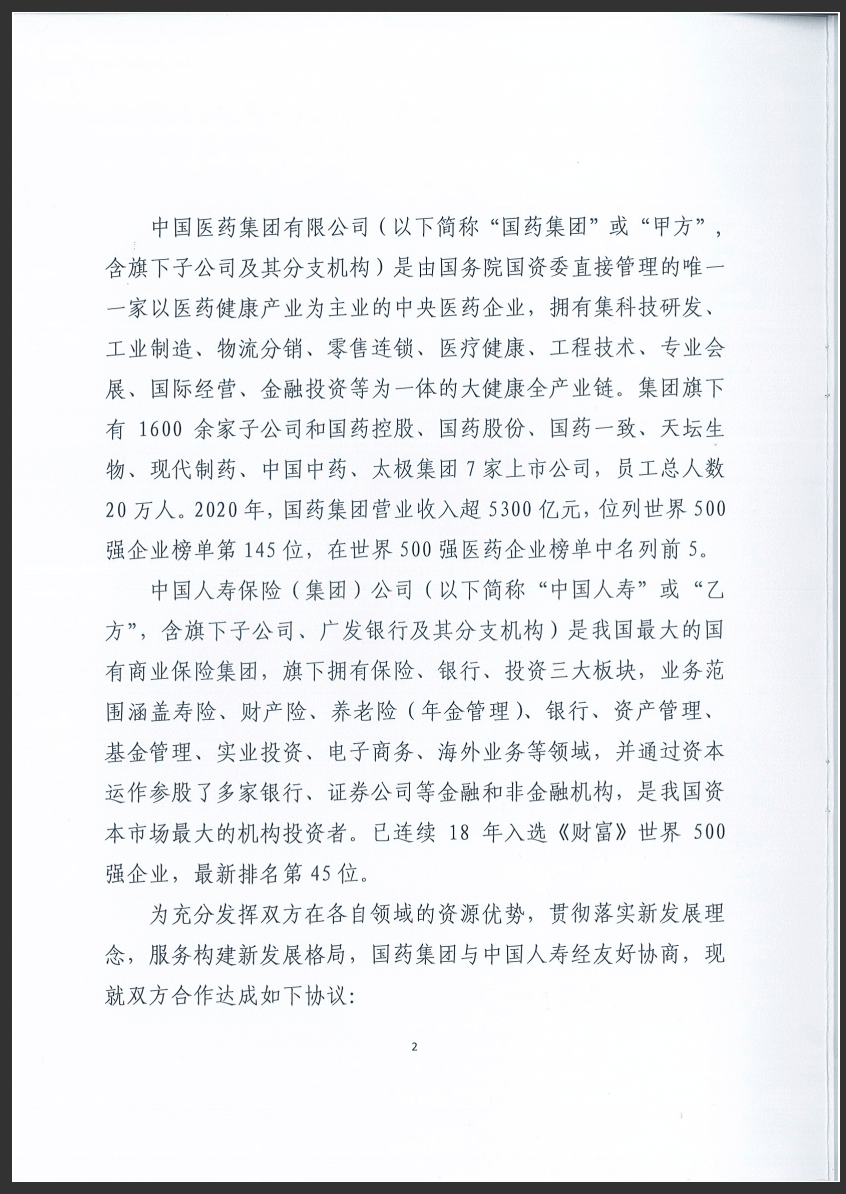 中国医药集团有限公司（以下简称“国药集团”或“甲方”，
含旗下子公司及其分支机构）是由国务院国资委直接管理的唯一
一家以医药健康产业为主业的中央医药企业，拥有集科技研发、
工业制造、物流分销、零售连锁、医疗健康、工程技术、专业会
展、国际经营、金融投资等为一体的大健康全产业链。集团旗下
有 1600 余家子公司和国药控股、国药股份、国药一致、天坛生
物、现代制药、中国中药、太极集团 7 家上市公司，员工总人数
20 万人。2020 年，国药集团营业收入超 5300 亿元，位列世界 500
强企业榜单第 145 位，在世界 500 强医药企业榜单中名列前 5。
中国人寿保险（集团）公司（以下简称“中国人寿”或“乙
方”，含旗下子公司、广发银行及其分支机构）是我国最大的国
有商业保险集团，旗下拥有保险、银行、投资三大板块，业务范
围涵盖寿险、财产险、养老险（年金管理）、银行、资产管理、
基金管理、实业投资、电子商务、海外业务等领域，并通过资本
运作参股了多家银行、证券公司等金融和非金融机构，是我国资
本市场最大的机构投资者。已连续 18 年入选《财富》世界 500
强企业，最新排名第 45 位。
为充分发挥双方在各自领域的资源优势，贯彻落实新发展理
念，服务构建新发展格局，国药集团与中国人寿经友好协商，现
就双方合作达成如下协议：
2